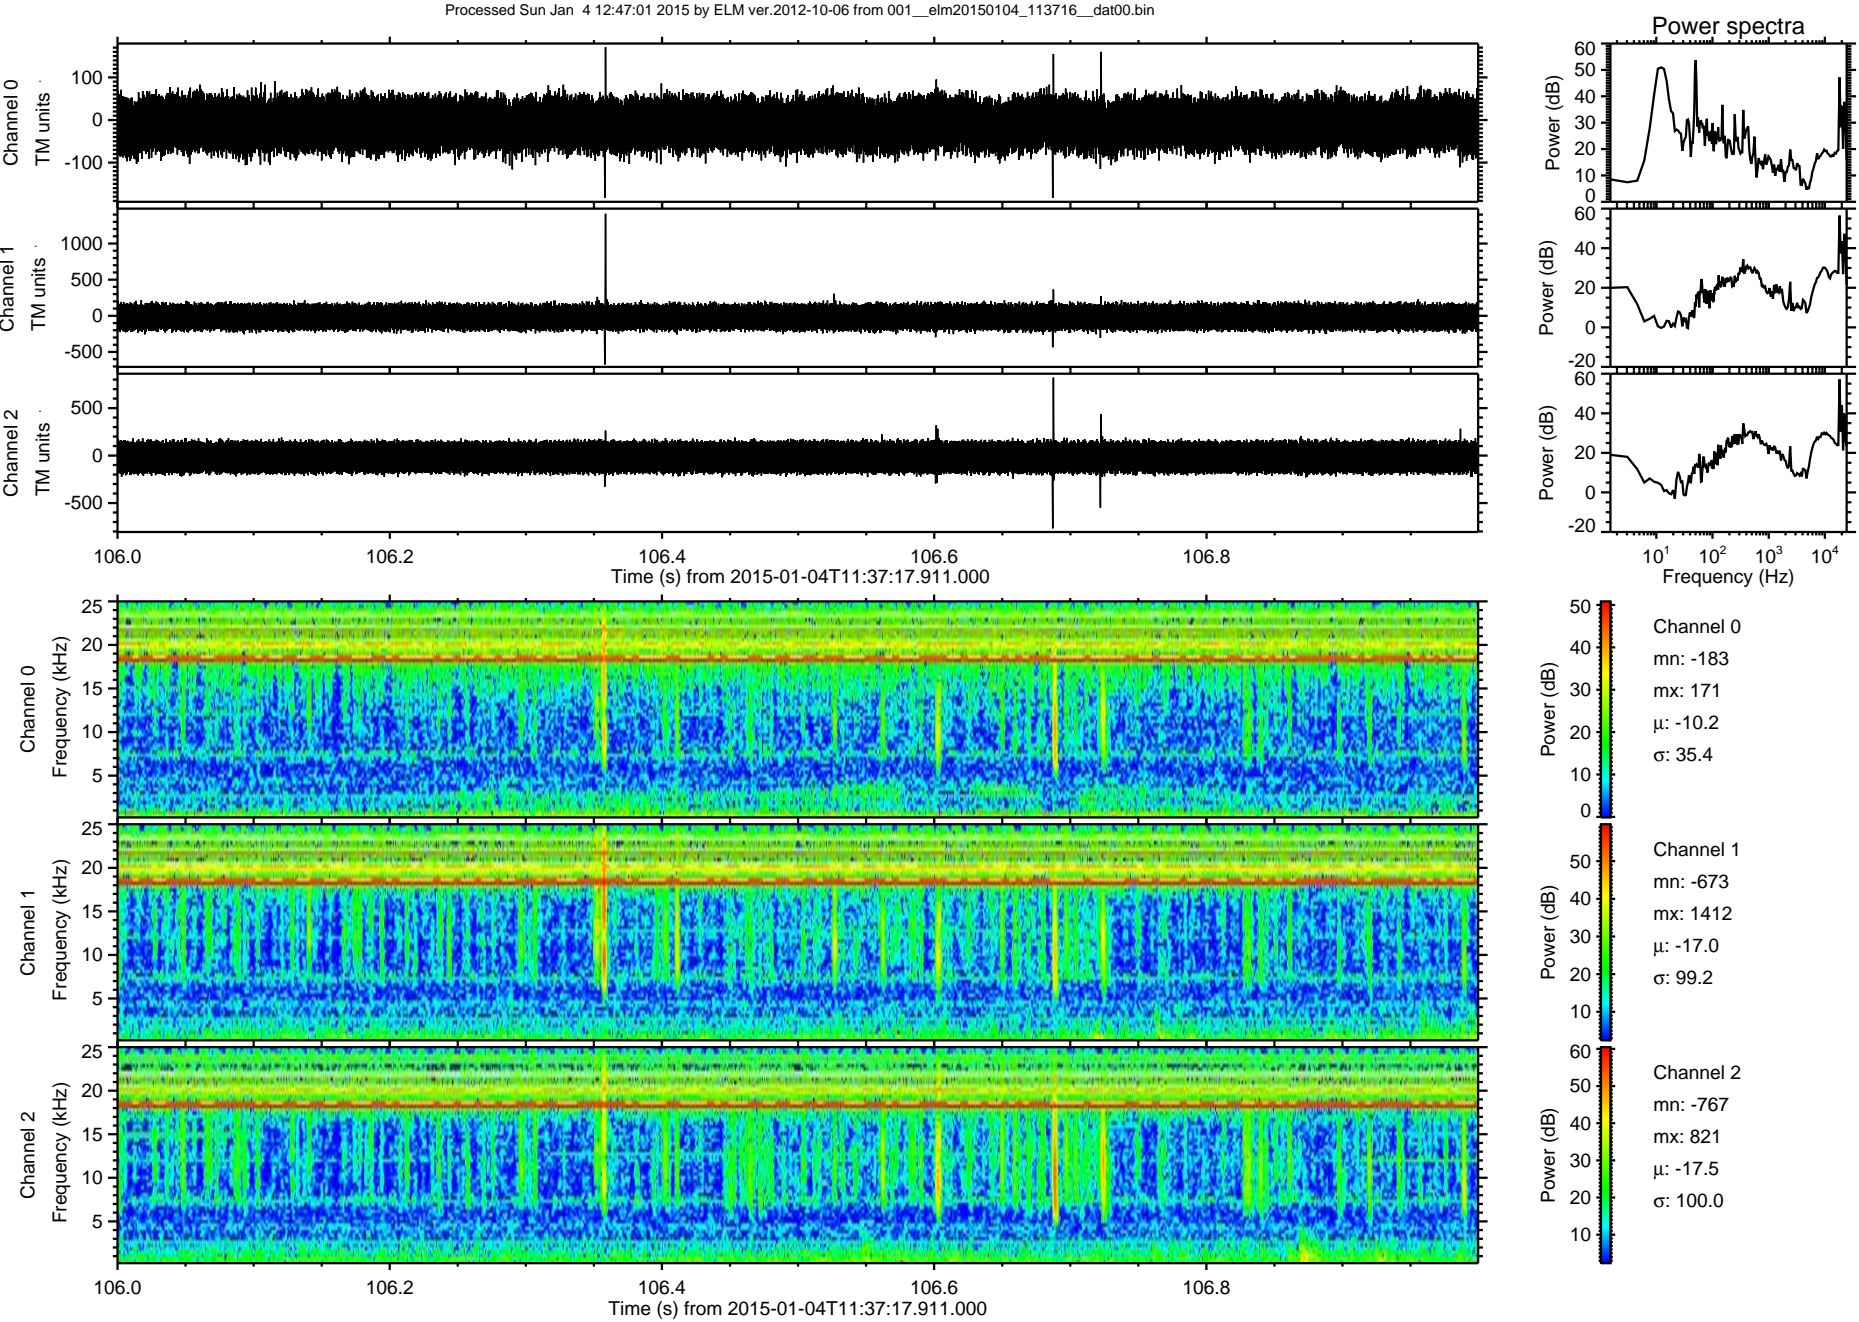 Processed Sun Jan 4 12:47:01 2015 by ELM ver.2012-10-06 from 001__elm20150104_113716__dat00.bin
Power spectra
Channel 0
TM units
100
0
-100
Power (dB)
60
50
40
30
20
10
0
Channel 1
TM units
1000
500
0
-500
Power (dB)
60
40
20
0
-20
Channel 2
TM units
500
0
-500
Power (dB)
60
40
20
0
-20
106.0 106.2 106.4 106.6 106.8
Time (s) from 2015-01-04T11:37:17.911.000
10¹ 10² 10³ 10⁴
Frequency (Hz)
Channel 0
Frequency (kHz)
25
20
15
10
5
Power (dB)
50
40
30
20
10
0
Channel 0
mn: -183
mx: 171
μ: -10.2
σ: 35.4
Channel 1
Frequency (kHz)
25
20
15
10
5
Power (dB)
50
40
30
20
10
Channel 1
mn: -673
mx: 1412
μ: -17.0
σ: 99.2
Channel 2
Frequency (kHz)
25
20
15
10
5
Power (dB)
60
50
40
30
20
10
Channel 2
mn: -767
mx: 821
μ: -17.5
σ: 100.0
106.0 106.2 106.4 106.6 106.8
Time (s) from 2015-01-04T11:37:17.911.000